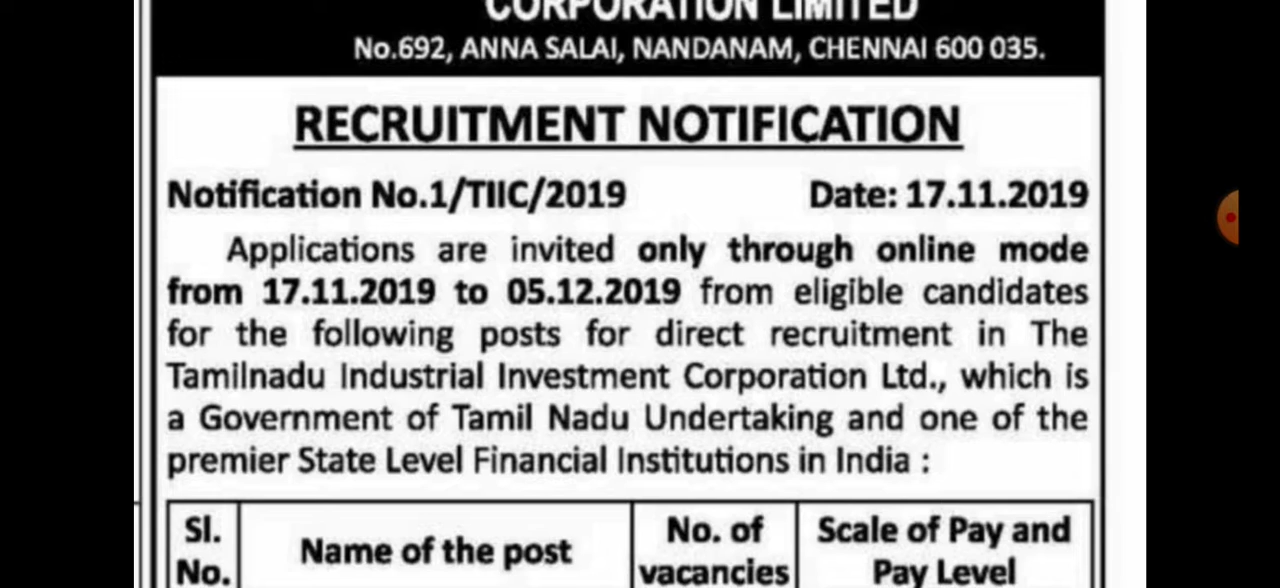 CORPORATION LIMITED
No.692, ANNA SALAI, NANDANAM, CHENNAI 600 035.
RECRUITMENT NOTIFICATION
Notification No.1/TIIC/2019 Date: 17.11.2019
Applications are invited only through online mode
from 17.11.2019 to 05.12.2019 from eligible candidates
for the following posts for direct recruitment in The
Tamilnadu Industrial Investment Corporation Ltd., which is
a Government of Tamil Nadu Undertaking and one of the
premier State Level Financial Institutions in India :
Sl. No. of Scale of Pay and
Name of the post
No. vacancies Pay Level